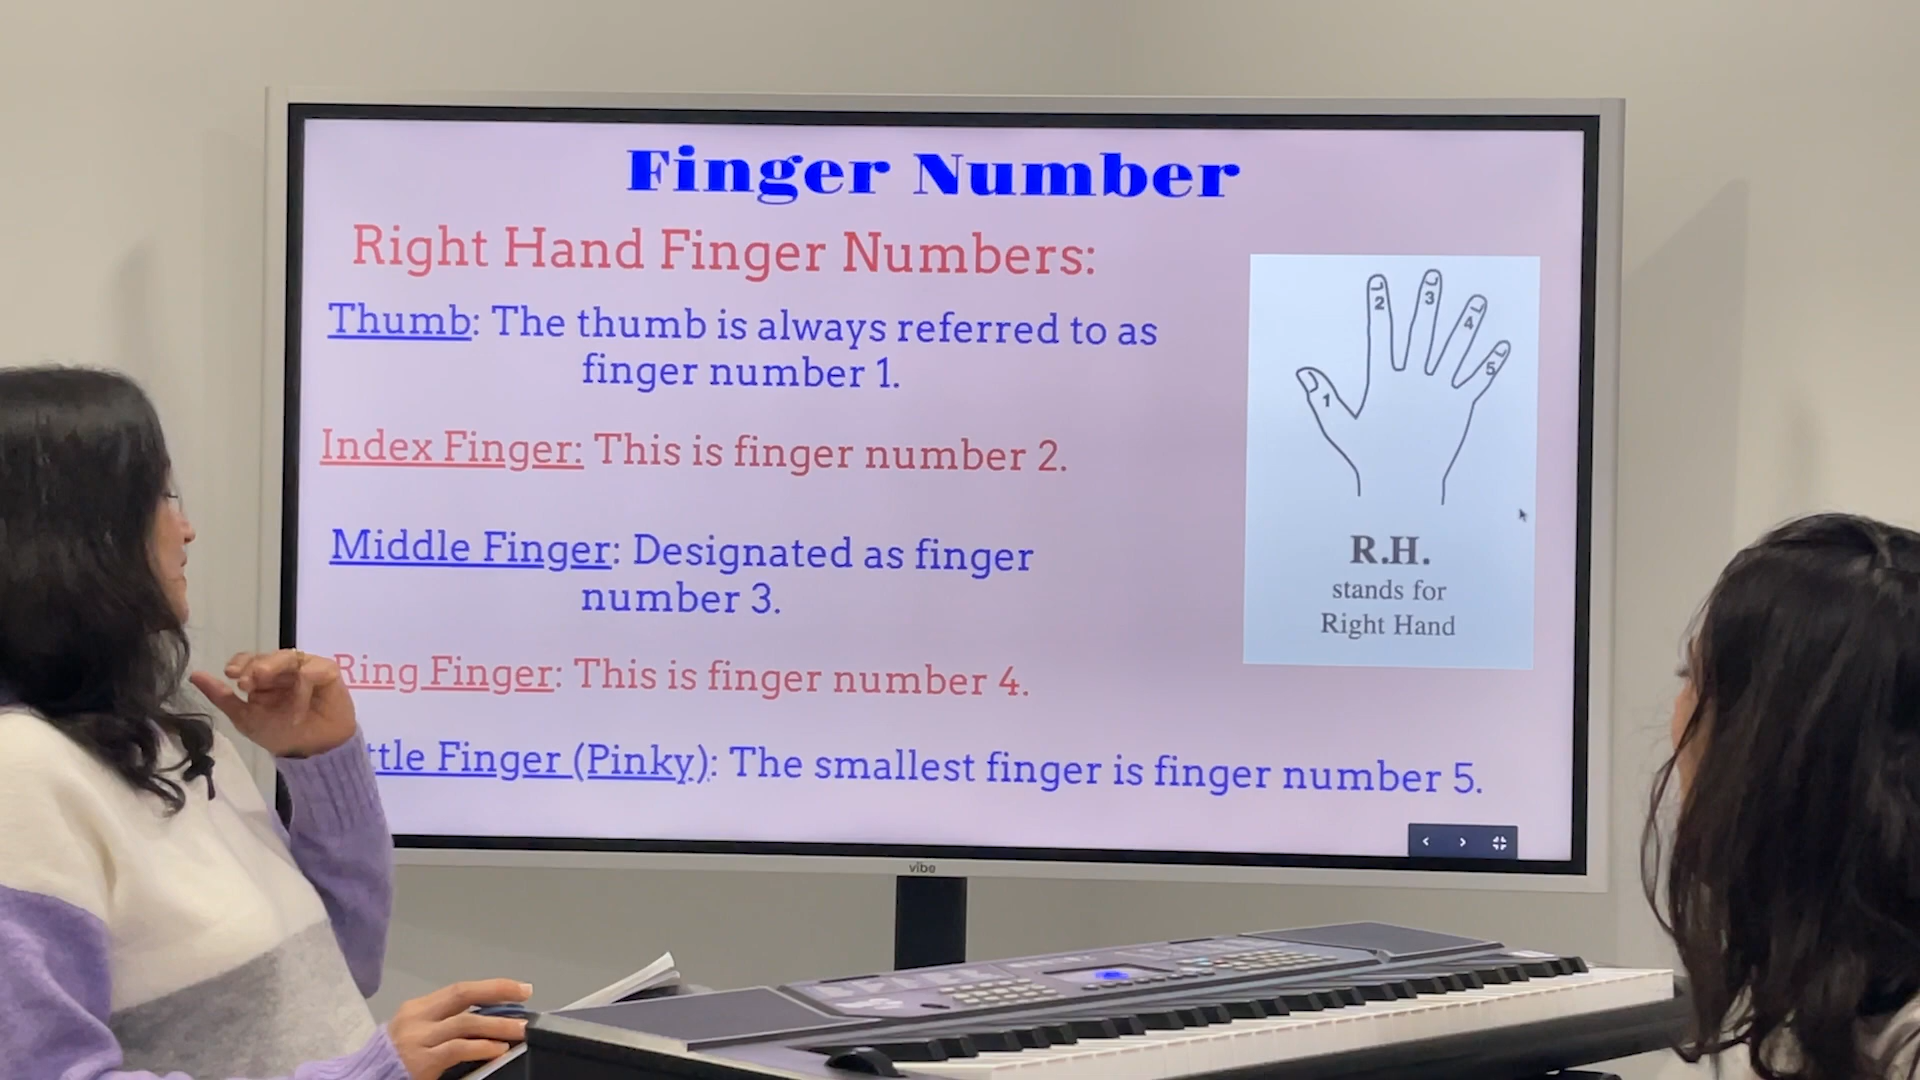 Finger Number
Right Hand Finger Numbers:
Thumb: The thumb is always referred to as
finger number 1.
Index Finger: This is finger number 2.
Middle Finger: Designated as finger
number 3.
Ring Finger: This is finger number 4.
ttle Finger (Pinky): The smallest finger is finger number 5.
1
2
3
4
5
R.H.
stands for
Right Hand
vibe